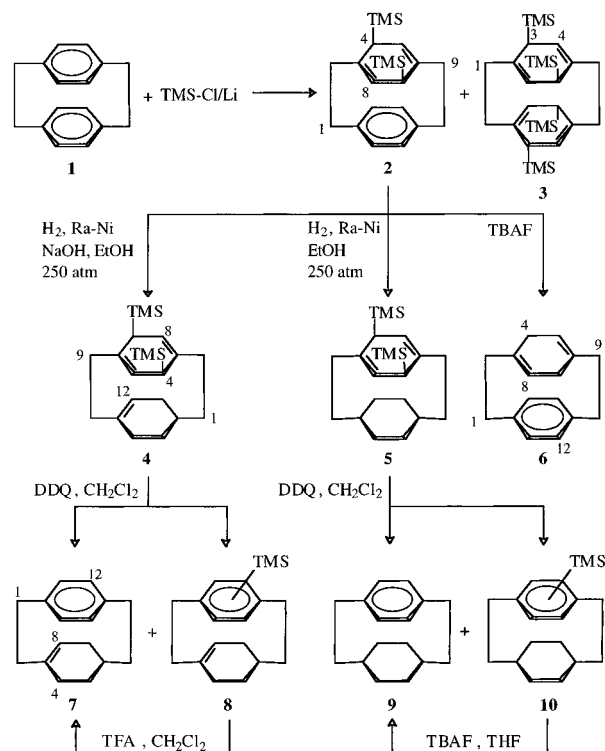 TMS
TMS
4
3
4
TMS
9
1
TMS
+ TMS-Cl/Li
8
+
TMS
1
TMS
1
2
3
H2, Ra-Ni
NaOH, EtOH
250 atm
H2, Ra-Ni
EtOH
250 atm
TBAF
TMS
TMS
8
4
9
TMS
4
TMS
9
12
8
1
1
12
4
5
6
DDQ , CH2Cl2
DDQ , CH2Cl2
TMS
TMS
1
12
+
+
8
4
7
8
9
10
TFA , CH2Cl2
TBAF , THF